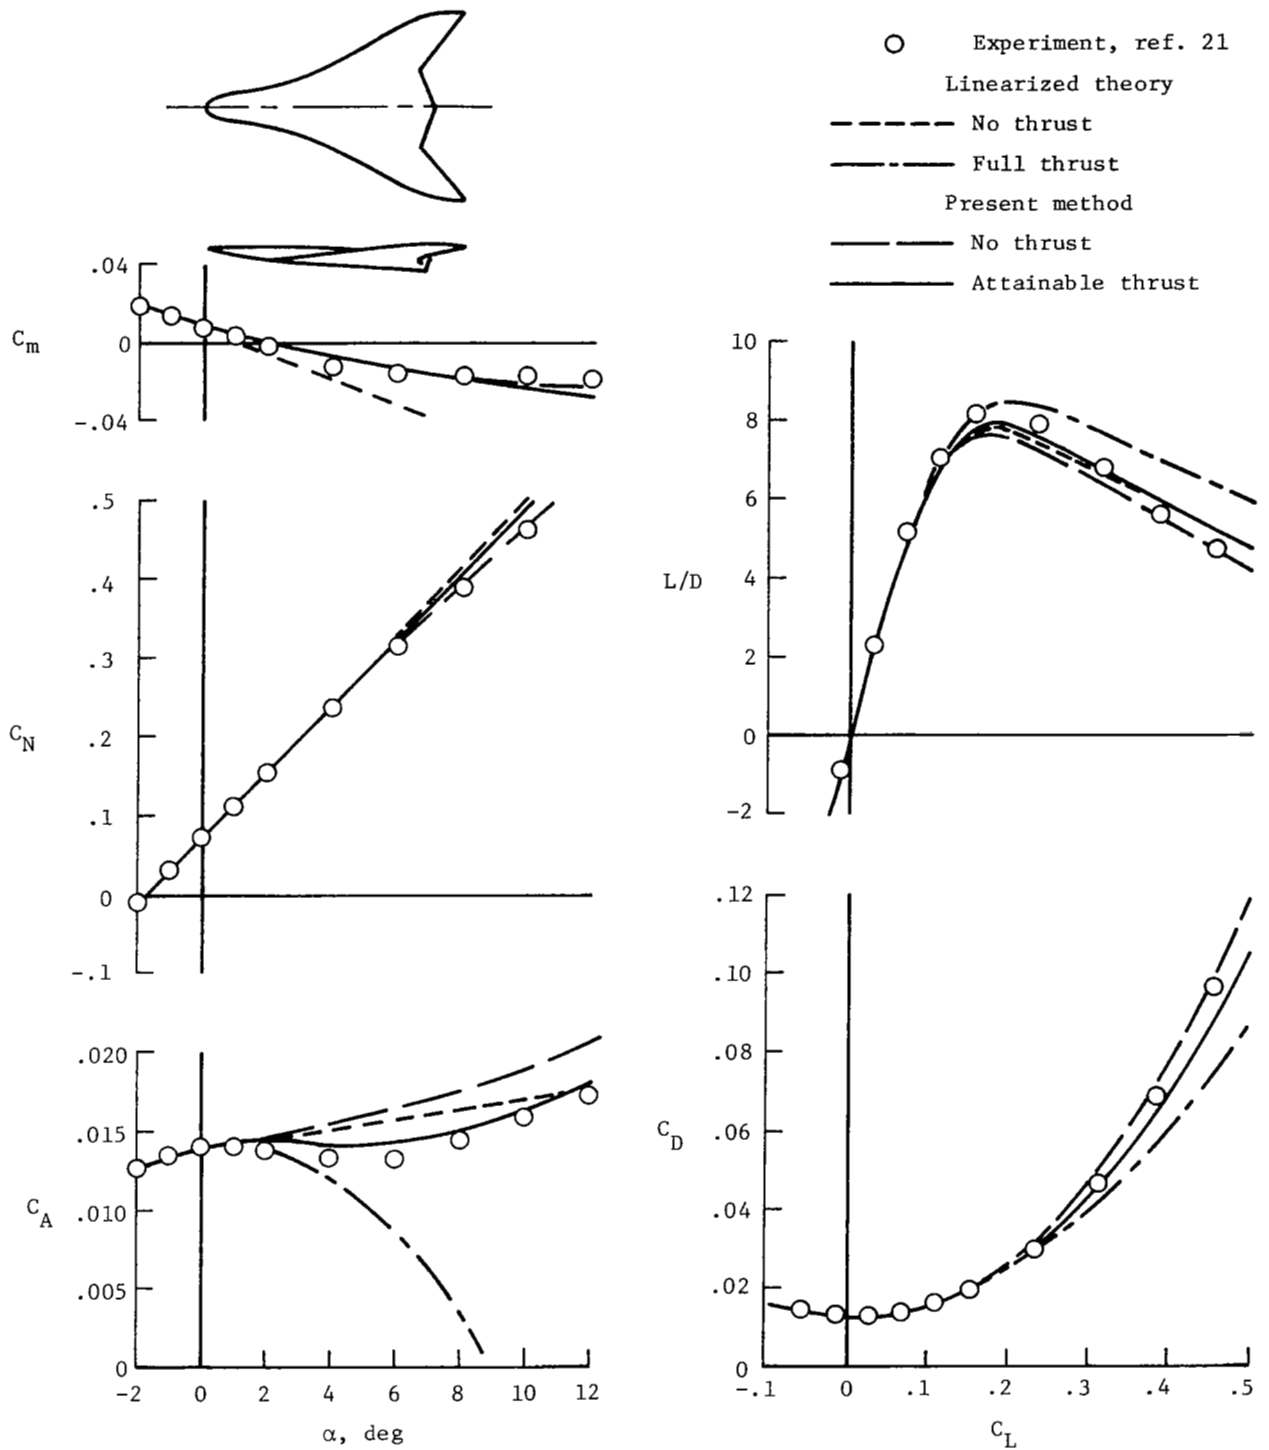 Experiment, ref. 21
Linearized theory
No thrust
Full thrust
Present method
No thrust
Attainable thrust
.04
0
-.04
C_m
.5
.4
.3
.2
.1
0
-.1
C_N
.020
.015
.010
.005
0
C_A
-2 0 2 4 6 8 10 12
α, deg
10
8
6
4
2
0
-2
L/D
.12
.10
.08
.06
.04
.02
0
C_D
-.1 0 .1 .2 .3 .4 .5
C_L